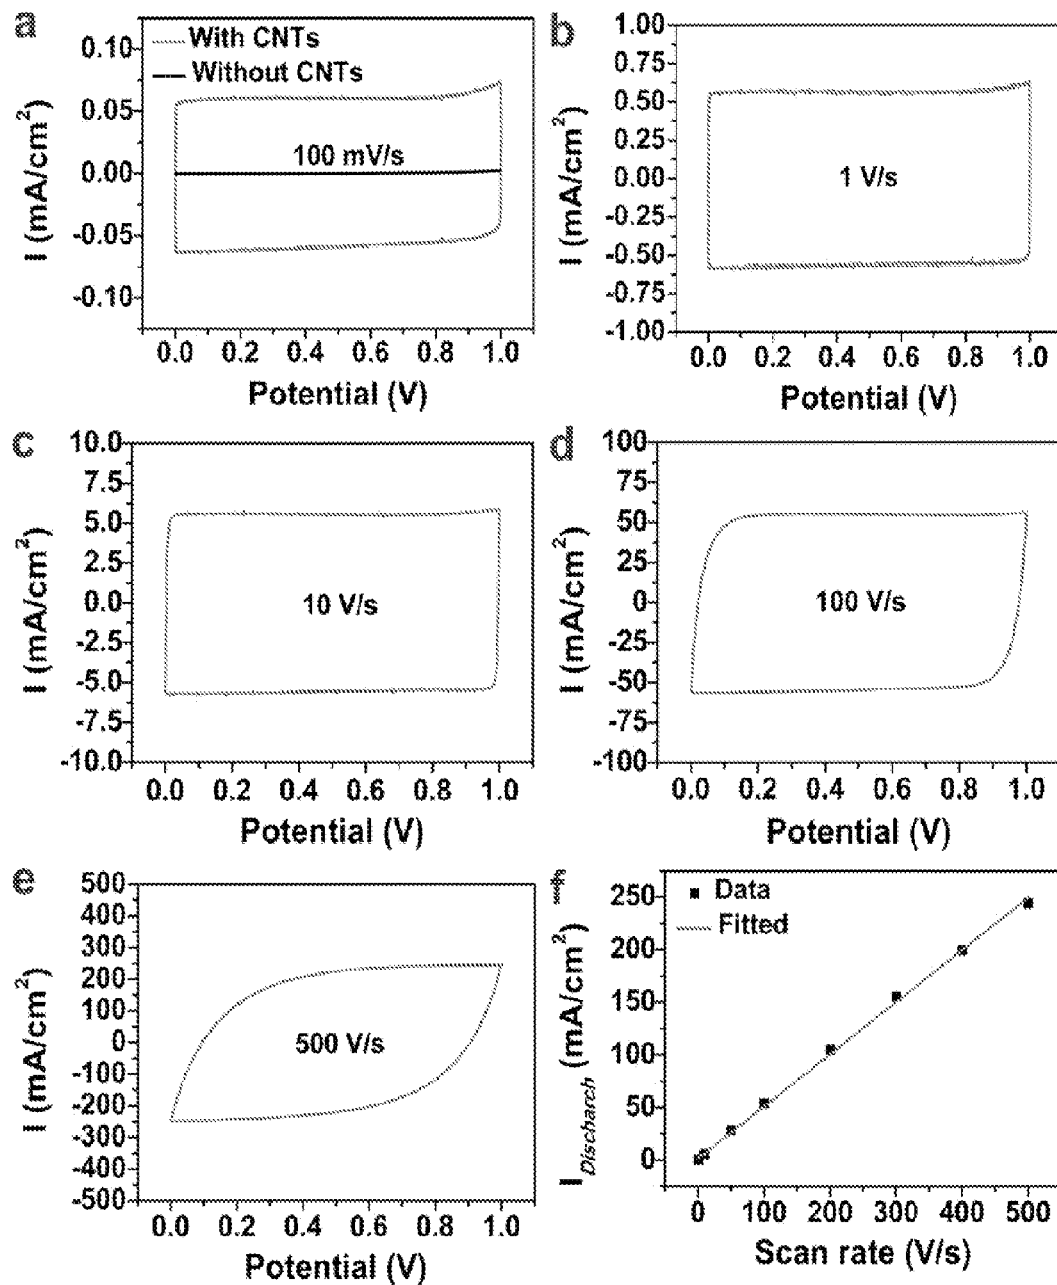 a
With CNTs
Without CNTs
100 mV/s
0.10
0.05
0.00
-0.05
-0.10
I (mA/cm²)
0.0 0.2 0.4 0.6 0.8 1.0
Potential (V)
b
1.00
0.75
0.50
0.25
0.00
-0.25
-0.50
-0.75
-1.00
I (mA/cm²)
1 V/s
0.0 0.2 0.4 0.6 0.8 1.0
Potential (V)
c
10.0
7.5
5.0
2.5
0.0
-2.5
-5.0
-7.5
-10.0
I (mA/cm²)
10 V/s
0.0 0.2 0.4 0.6 0.8 1.0
Potential (V)
d
100
75
50
25
0
-25
-50
-75
-100
I (mA/cm²)
100 V/s
0.0 0.2 0.4 0.6 0.8 1.0
Potential (V)
e
500
400
300
200
100
0
-100
-200
-300
-400
-500
I (mA/cm²)
500 V/s
0.0 0.2 0.4 0.6 0.8 1.0
Potential (V)
f
Data
Fitted
250
200
150
100
50
0
I Discharch (mA/cm²)
0 100 200 300 400 500
Scan rate (V/s)